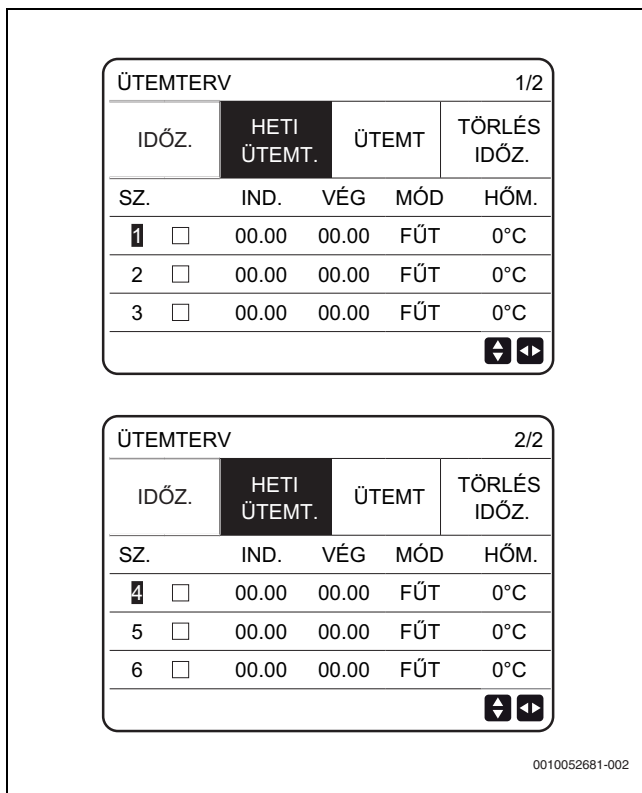 ÜTEMTERV 1/2
IDŐZ. HETI ÜTEMT. ÜTEMT TÖRLÉS IDŐZ.
SZ. IND. VÉG MÓD HŐM.
1 00.00 00.00 FŰT 0°C
2 00.00 00.00 FŰT 0°C
3 00.00 00.00 FŰT 0°C
ÜTEMTERV 2/2
IDŐZ. HETI ÜTEMT. ÜTEMT TÖRLÉS IDŐZ.
SZ. IND. VÉG MÓD HŐM.
4 00.00 00.00 FŰT 0°C
5 00.00 00.00 FŰT 0°C
6 00.00 00.00 FŰT 0°C
0010052681-002